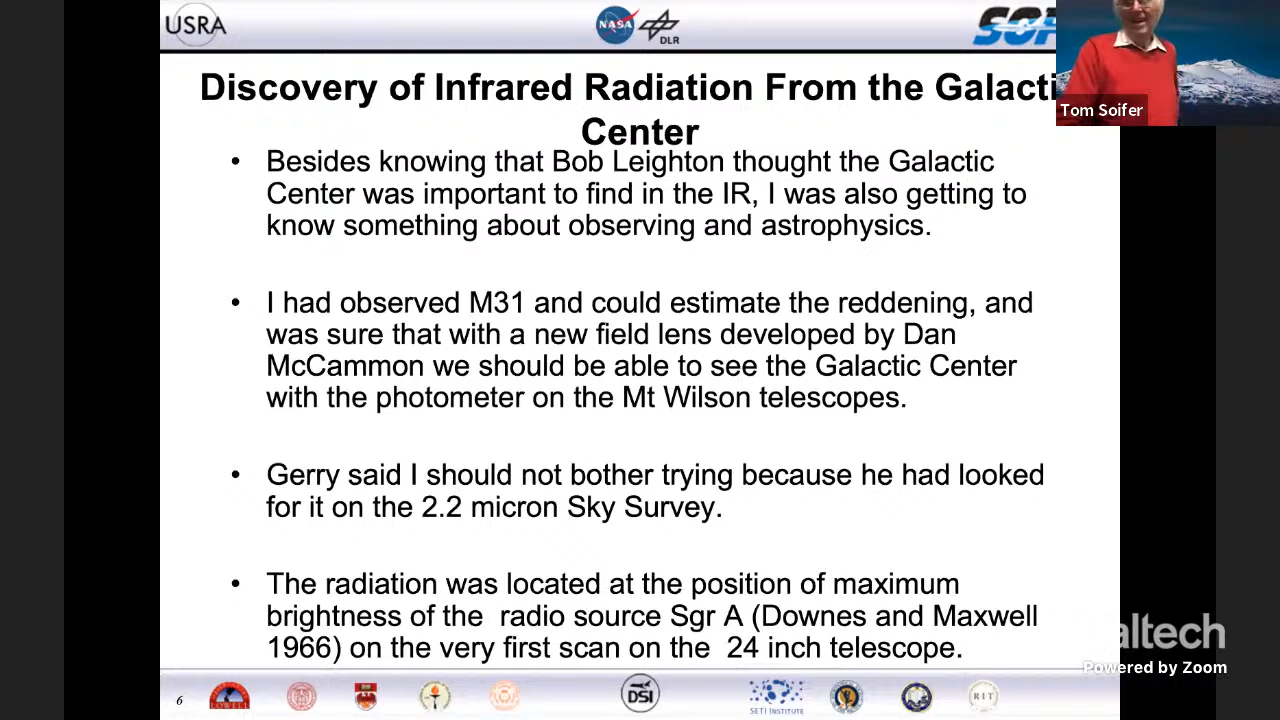 USRA
NASA
DLR
SOF
Discovery of Infrared Radiation From the Galacti
Center
Tom Soifer
• Besides knowing that Bob Leighton thought the Galactic
Center was important to find in the IR, I was also getting to
know something about observing and astrophysics.
• I had observed M31 and could estimate the reddening, and
was sure that with a new field lens developed by Dan
McCammon we should be able to see the Galactic Center
with the photometer on the Mt Wilson telescopes.
• Gerry said I should not bother trying because he had looked
for it on the 2.2 micron Sky Survey.
• The radiation was located at the position of maximum
brightness of the radio source Sgr A (Downes and Maxwell
1966) on the very first scan on the 24 inch telescope.
altech
Powered by Zoom
6
LOWELL
DSI
SETI INSTITUTE
RIT